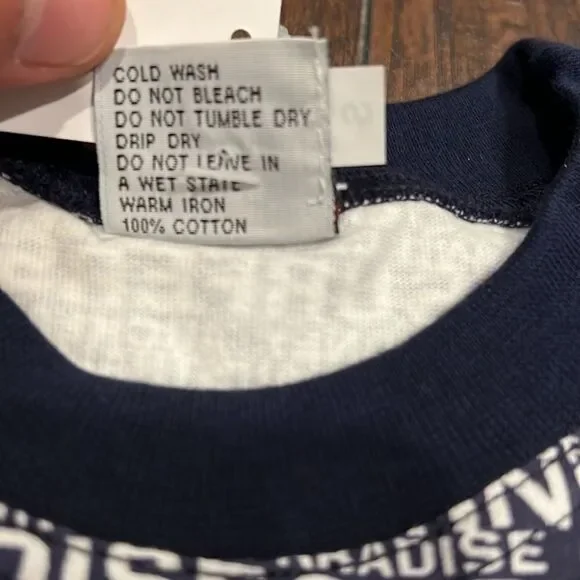 COLD WASH
DO NOT BLEACH
DO NOT TUMBLE DRY
DRIP DRY
DO NOT LEAVE IN
A WET STATE
WARM IRON
100% COTTON
PARADISE